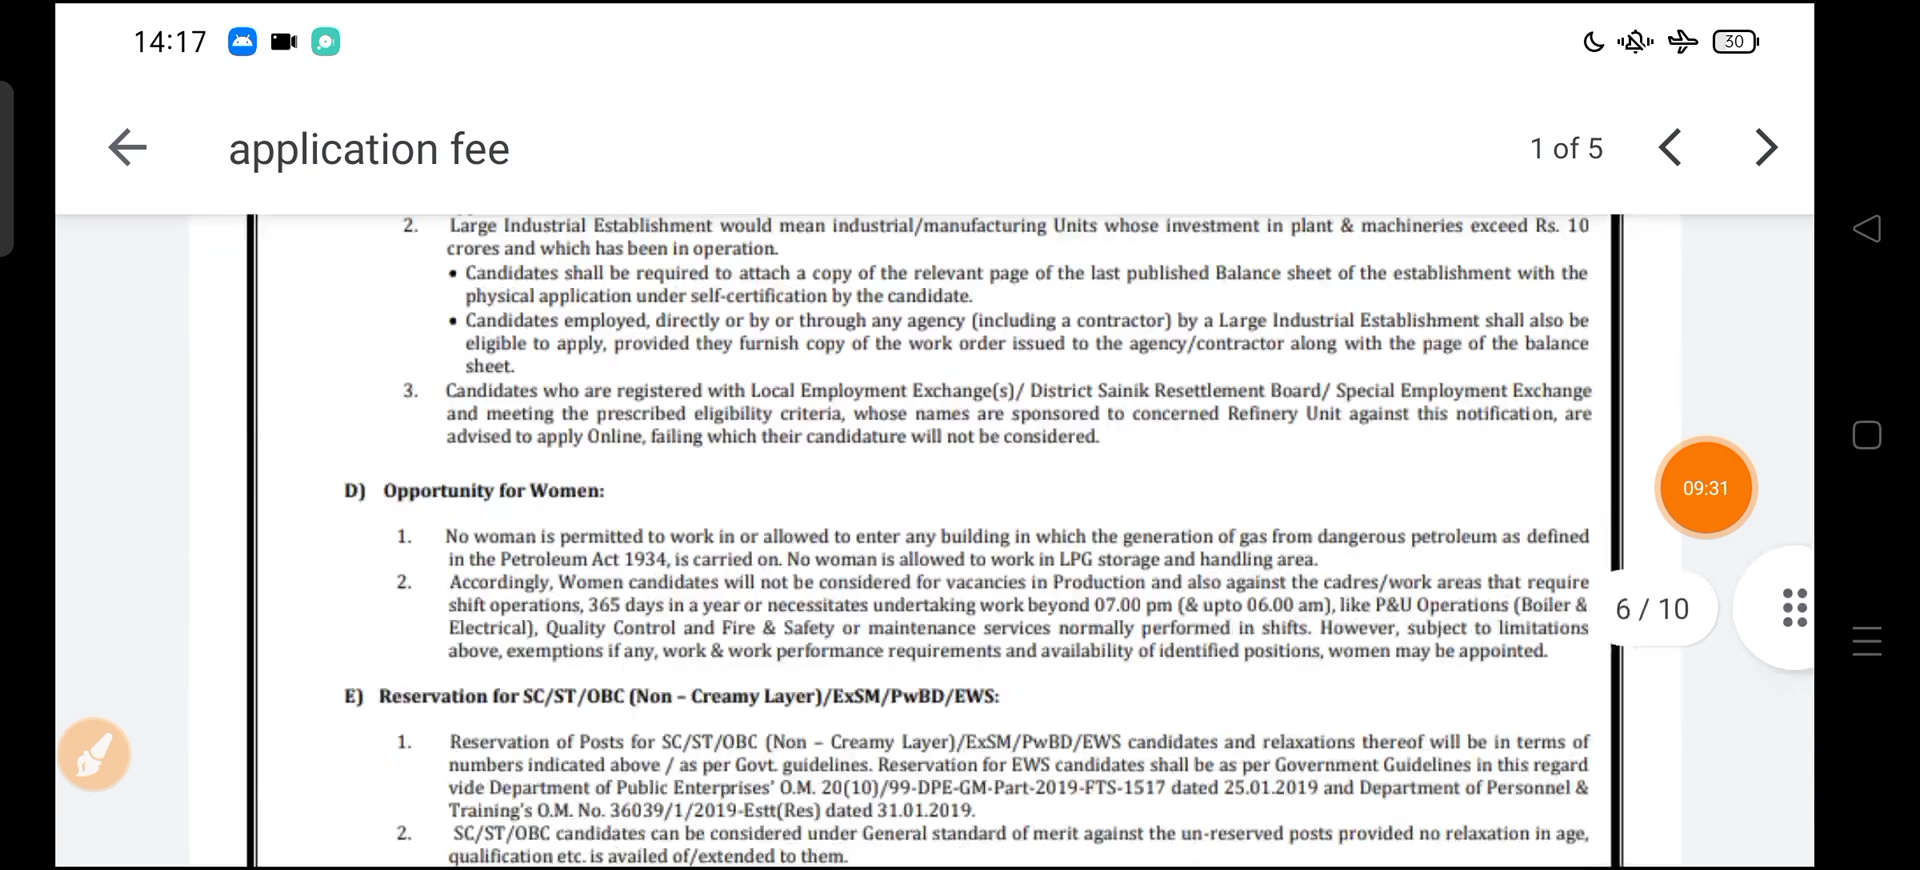 14:17
30
application fee
1 of 5
2. Large Industrial Establishment would mean industrial/manufacturing Units whose investment in plant & machineries exceed Rs. 10
crores and which has been in operation.
• Candidates shall be required to attach a copy of the relevant page of the last published Balance sheet of the establishment with the
physical application under self-certification by the candidate.
• Candidates employed, directly or by or through any agency (including a contractor) by a Large Industrial Establishment shall also be
eligible to apply, provided they furnish copy of the work order issued to the agency/contractor along with the page of the balance
sheet.
3. Candidates who are registered with Local Employment Exchange(s)/ District Sainik Resettlement Board/ Special Employment Exchange
and meeting the prescribed eligibility criteria, whose names are sponsored to concerned Refinery Unit against this notification, are
advised to apply Online, failing which their candidature will not be considered.
D) Opportunity for Women:
1. No woman is permitted to work in or allowed to enter any building in which the generation of gas from dangerous petroleum as defined
in the Petroleum Act 1934, is carried on. No woman is allowed to work in LPG storage and handling area.
2. Accordingly, Women candidates will not be considered for vacancies in Production and also against the cadres/work areas that require
shift operations, 365 days in a year or necessitates undertaking work beyond 07.00 pm (& upto 06.00 am), like P&U Operations (Boiler &
Electrical), Quality Control and Fire & Safety or maintenance services normally performed in shifts. However, subject to limitations
above, exemptions if any, work & work performance requirements and availability of identified positions, women may be appointed.
E) Reservation for SC/ST/OBC (Non – Creamy Layer)/ExSM/PwBD/EWS:
1. Reservation of Posts for SC/ST/OBC (Non – Creamy Layer)/ExSM/PwBD/EWS candidates and relaxations thereof will be in terms of
numbers indicated above / as per Govt. guidelines. Reservation for EWS candidates shall be as per Government Guidelines in this regard
vide Department of Public Enterprises' O.M. 20(10)/99-DPE-GM-Part-2019-FTS-1517 dated 25.01.2019 and Department of Personnel &
Training's O.M. No. 36039/1/2019-Estt(Res) dated 31.01.2019.
2. SC/ST/OBC candidates can be considered under General standard of merit against the un-reserved posts provided no relaxation in age,
qualification etc. is availed of/extended to them.
09:31
6 / 10